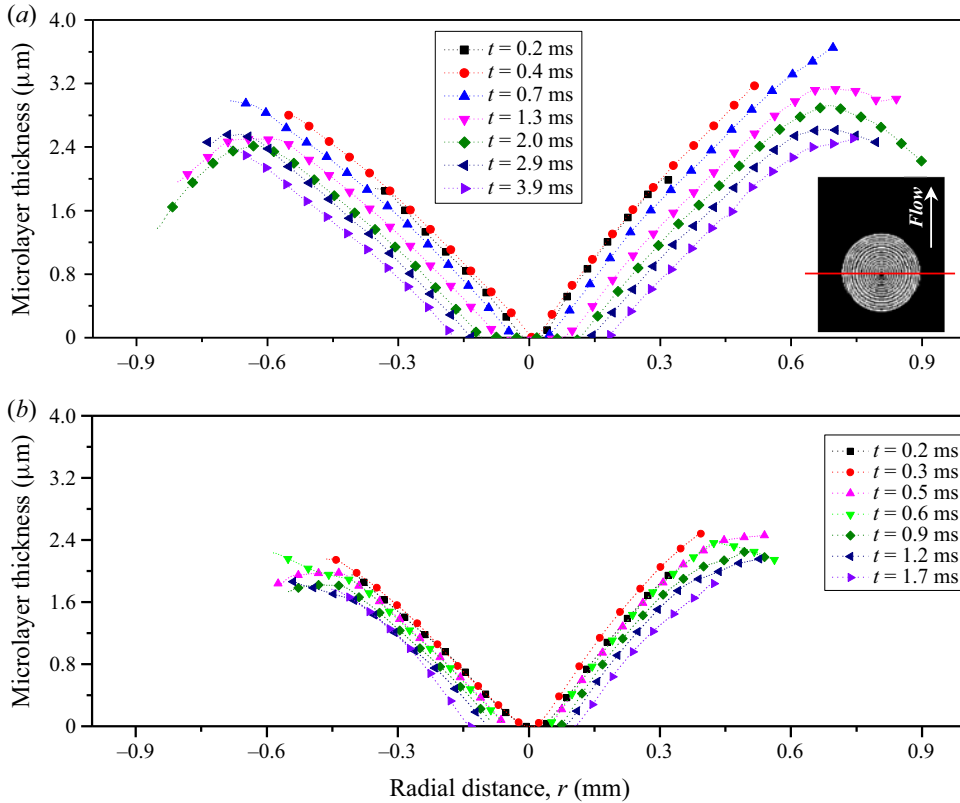 (a)
4.0
3.2
2.4
1.6
0.8
0
Microlayer thickness (μm)
t = 0.2 ms
t = 0.4 ms
t = 0.7 ms
t = 1.3 ms
t = 2.0 ms
t = 2.9 ms
t = 3.9 ms
Flow
–0.9 –0.6 –0.3 0 0.3 0.6 0.9
(b)
4.0
3.2
2.4
1.6
0.8
0
Microlayer thickness (μm)
t = 0.2 ms
t = 0.3 ms
t = 0.5 ms
t = 0.6 ms
t = 0.9 ms
t = 1.2 ms
t = 1.7 ms
–0.9 –0.6 –0.3 0 0.3 0.6 0.9
Radial distance, r (mm)